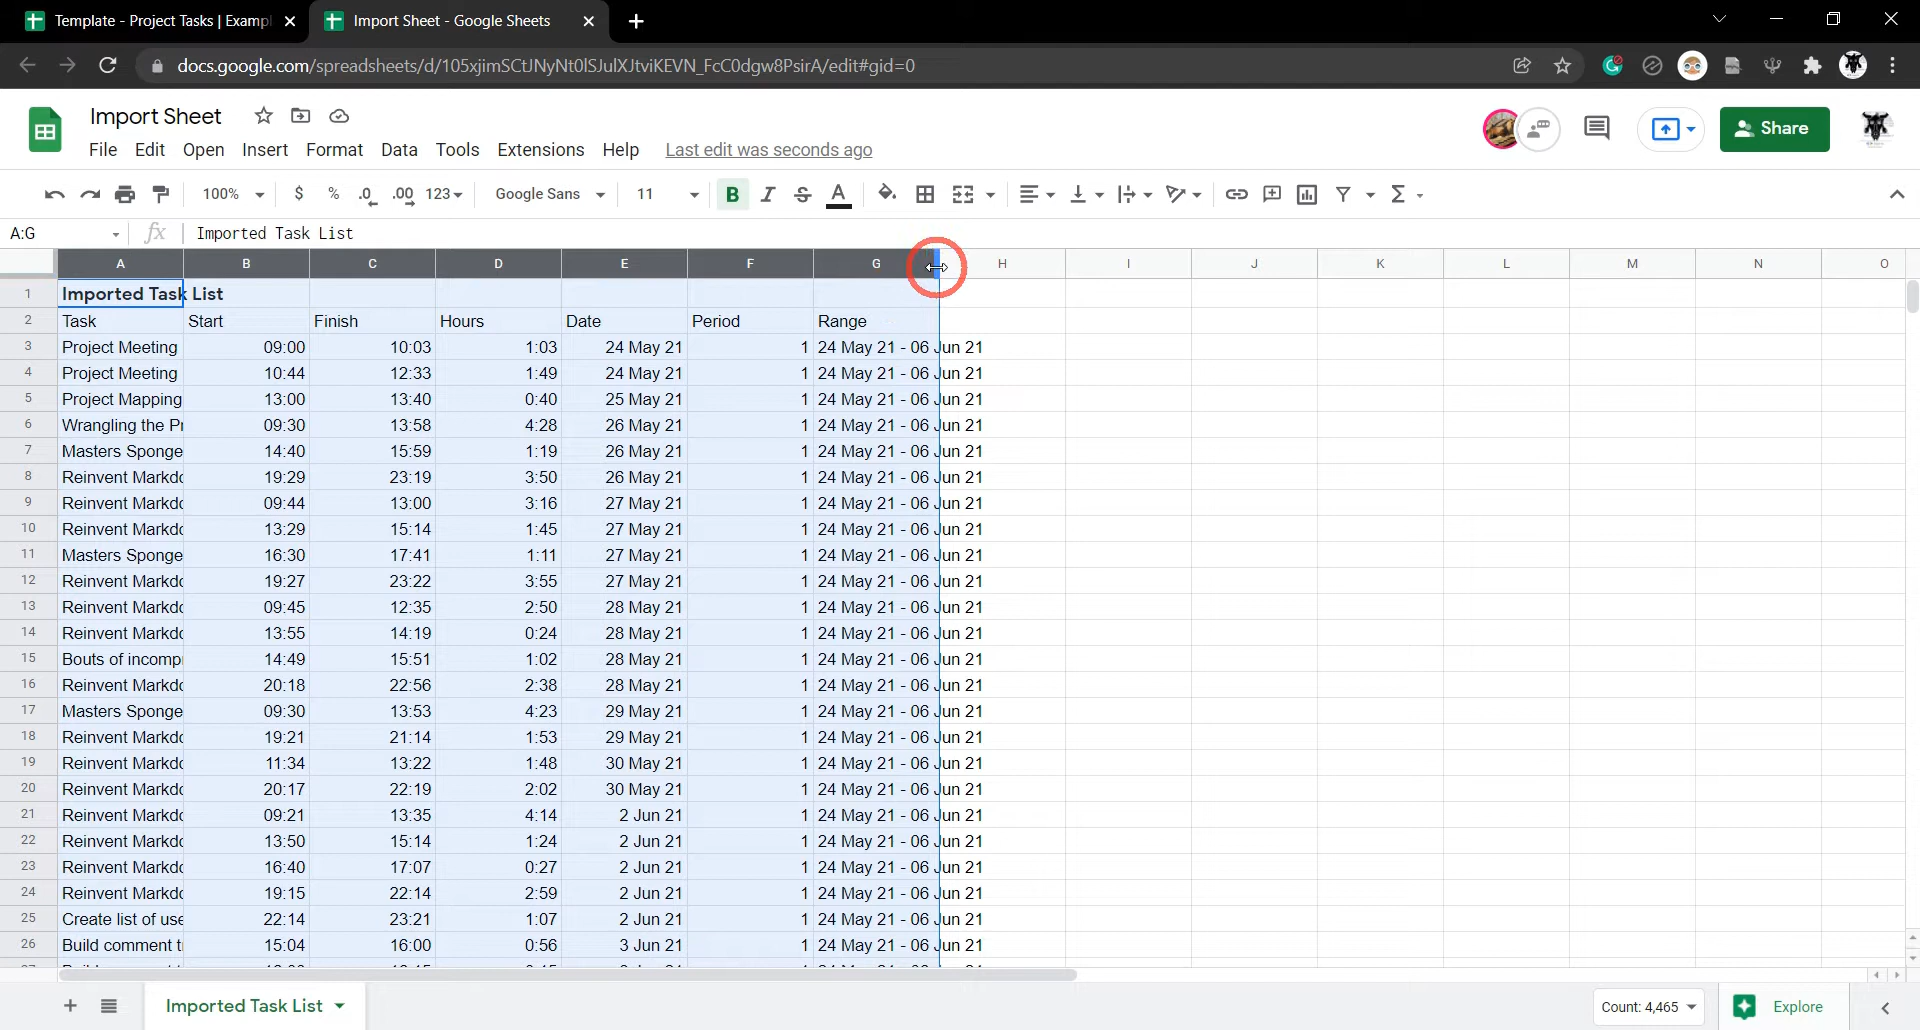 Template - Project Tasks | Exampl
Import Sheet - Google Sheets
docs.google.com/spreadsheets/d/105xjimSCtJNyNt0lSJulXJtviKEVN_FcC0dgw8PsirA/edit#gid=0
Import Sheet
File Edit Open Insert Format Data Tools Extensions Help Last edit was seconds ago
Share
100% $ % .0 .00 123 Google Sans 11 B I S A Σ
A:G fx Imported Task List
A B C D E F G H I J K L M N O
1 Imported Task List
2 Task Start Finish Hours Date Period Range
3 Project Meeting 09:00 10:03 1:03 24 May 21 1 24 May 21 - 06 Jun 21
4 Project Meeting 10:44 12:33 1:49 24 May 21 1 24 May 21 - 06 Jun 21
5 Project Mapping 13:00 13:40 0:40 25 May 21 1 24 May 21 - 06 Jun 21
6 Wrangling the Pr 09:30 13:58 4:28 26 May 21 1 24 May 21 - 06 Jun 21
7 Masters Sponge 14:40 15:59 1:19 26 May 21 1 24 May 21 - 06 Jun 21
8 Reinvent Markdo 19:29 23:19 3:50 26 May 21 1 24 May 21 - 06 Jun 21
9 Reinvent Markdo 09:44 13:00 3:16 27 May 21 1 24 May 21 - 06 Jun 21
10 Reinvent Markdo 13:29 15:14 1:45 27 May 21 1 24 May 21 - 06 Jun 21
11 Masters Sponge 16:30 17:41 1:11 27 May 21 1 24 May 21 - 06 Jun 21
12 Reinvent Markdo 19:27 23:22 3:55 27 May 21 1 24 May 21 - 06 Jun 21
13 Reinvent Markdo 09:45 12:35 2:50 28 May 21 1 24 May 21 - 06 Jun 21
14 Reinvent Markdo 13:55 14:19 0:24 28 May 21 1 24 May 21 - 06 Jun 21
15 Bouts of incomp 14:49 15:51 1:02 28 May 21 1 24 May 21 - 06 Jun 21
16 Reinvent Markdo 20:18 22:56 2:38 28 May 21 1 24 May 21 - 06 Jun 21
17 Masters Sponge 09:30 13:53 4:23 29 May 21 1 24 May 21 - 06 Jun 21
18 Reinvent Markdo 19:21 21:14 1:53 29 May 21 1 24 May 21 - 06 Jun 21
19 Reinvent Markdo 11:34 13:22 1:48 30 May 21 1 24 May 21 - 06 Jun 21
20 Reinvent Markdo 20:17 22:19 2:02 30 May 21 1 24 May 21 - 06 Jun 21
21 Reinvent Markdo 09:21 13:35 4:14 2 Jun 21 1 24 May 21 - 06 Jun 21
22 Reinvent Markdo 13:50 15:14 1:24 2 Jun 21 1 24 May 21 - 06 Jun 21
23 Reinvent Markdo 16:40 17:07 0:27 2 Jun 21 1 24 May 21 - 06 Jun 21
24 Reinvent Markdo 19:15 22:14 2:59 2 Jun 21 1 24 May 21 - 06 Jun 21
25 Create list of use 22:14 23:21 1:07 2 Jun 21 1 24 May 21 - 06 Jun 21
26 Build comment t 15:04 16:00 0:56 3 Jun 21 1 24 May 21 - 06 Jun 21
Imported Task List Count: 4,465 Explore